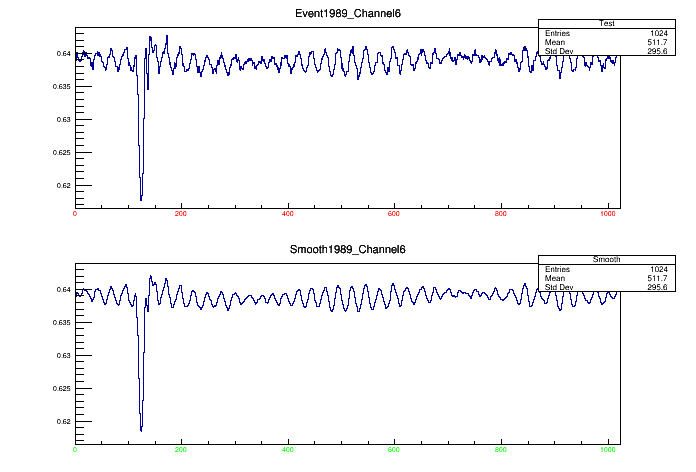 Event1989_Channel6
Test
Entries 1024
Mean 511.7
Std Dev 295.6
0.64
0.635
0.63
0.625
0.62
0 200 400 600 800 1000
Smooth1989_Channel6
Smooth
Entries 1024
Mean 511.7
Std Dev 295.6
0.64
0.635
0.63
0.625
0.62
0 200 400 600 800 1000